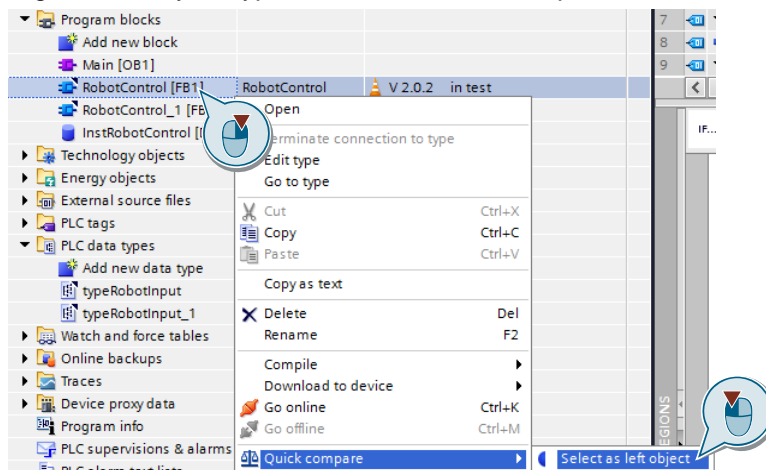 Program blocks
Add new block
Main [OB1]
RobotControl [FB1] RobotControl V 2.0.2 in test
RobotControl_1 [FB
InstRobotControl [
Technology objects
Energy objects
External source files
PLC tags
PLC data types
Add new data type
typeRobotInput
typeRobotInput_1
Watch and force tables
Online backups
Traces
Device proxy data
Program info
PLC supervisions & alarms
Open
Terminate connection to type
Edit type
Go to type
Cut Ctrl+X
Copy Ctrl+C
Paste Ctrl+V
Copy as text
Delete Del
Rename F2
Compile
Download to device
Go online Ctrl+K
Go offline Ctrl+M
Quick compare
Select as left object
7
8
9
IF...